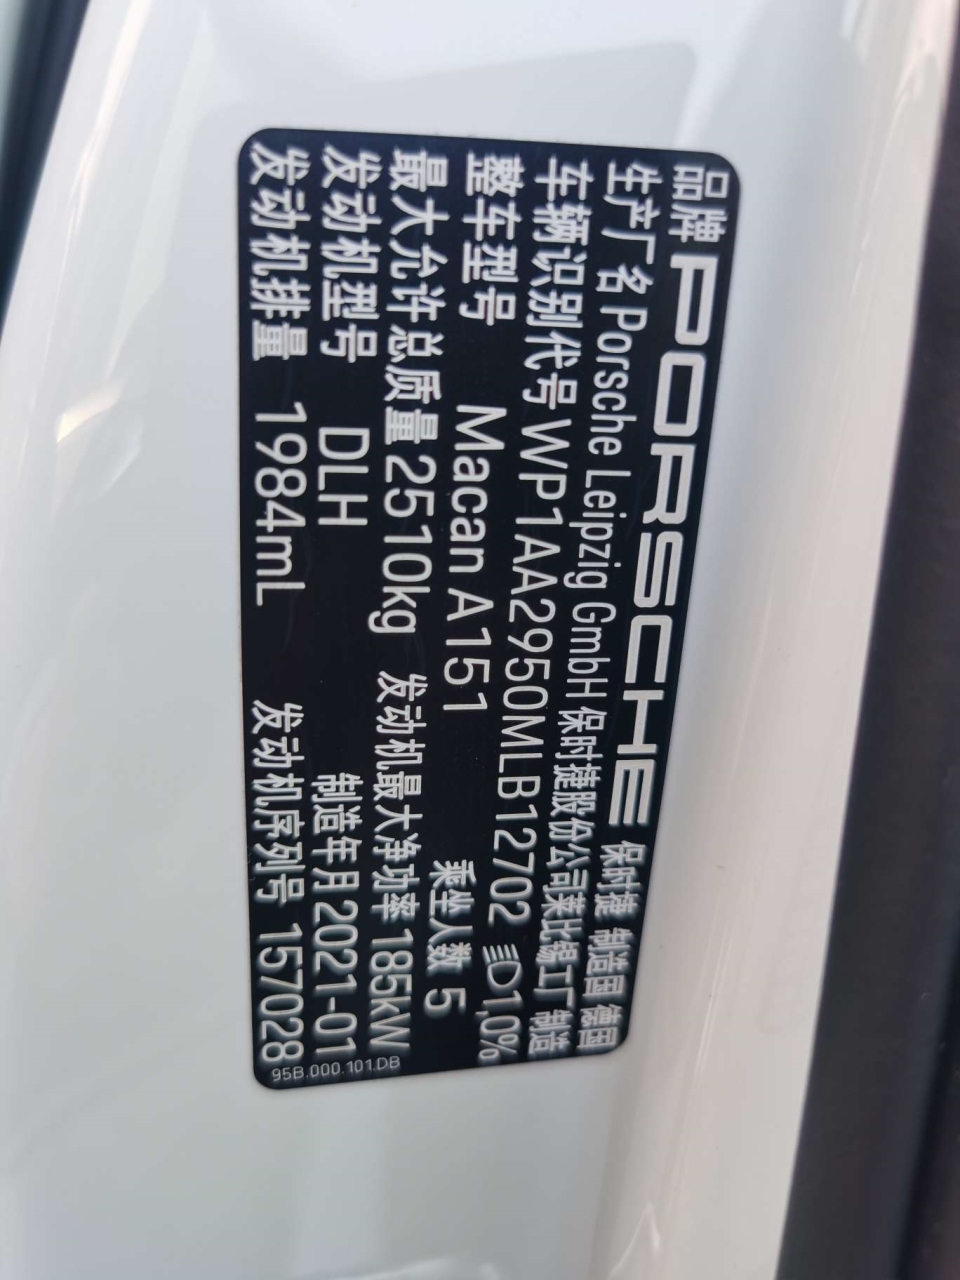 品牌 PORSCHE 保时捷 制造国 德国
生产厂名 Porsche Leipzig GmbH 保时捷股份公司莱比锡工厂 制造
车辆识别代号 WP1AA2950MLB12702 1,0%
整车型号 Macan A151 乘坐人数 5
最大允许总质量 2510kg 发动机最大净功率 185KW
发动机型号 DLH 制造年月 2021-01
发动机排量 1984mL 发动机序列号 157028
95B.000.101.DB